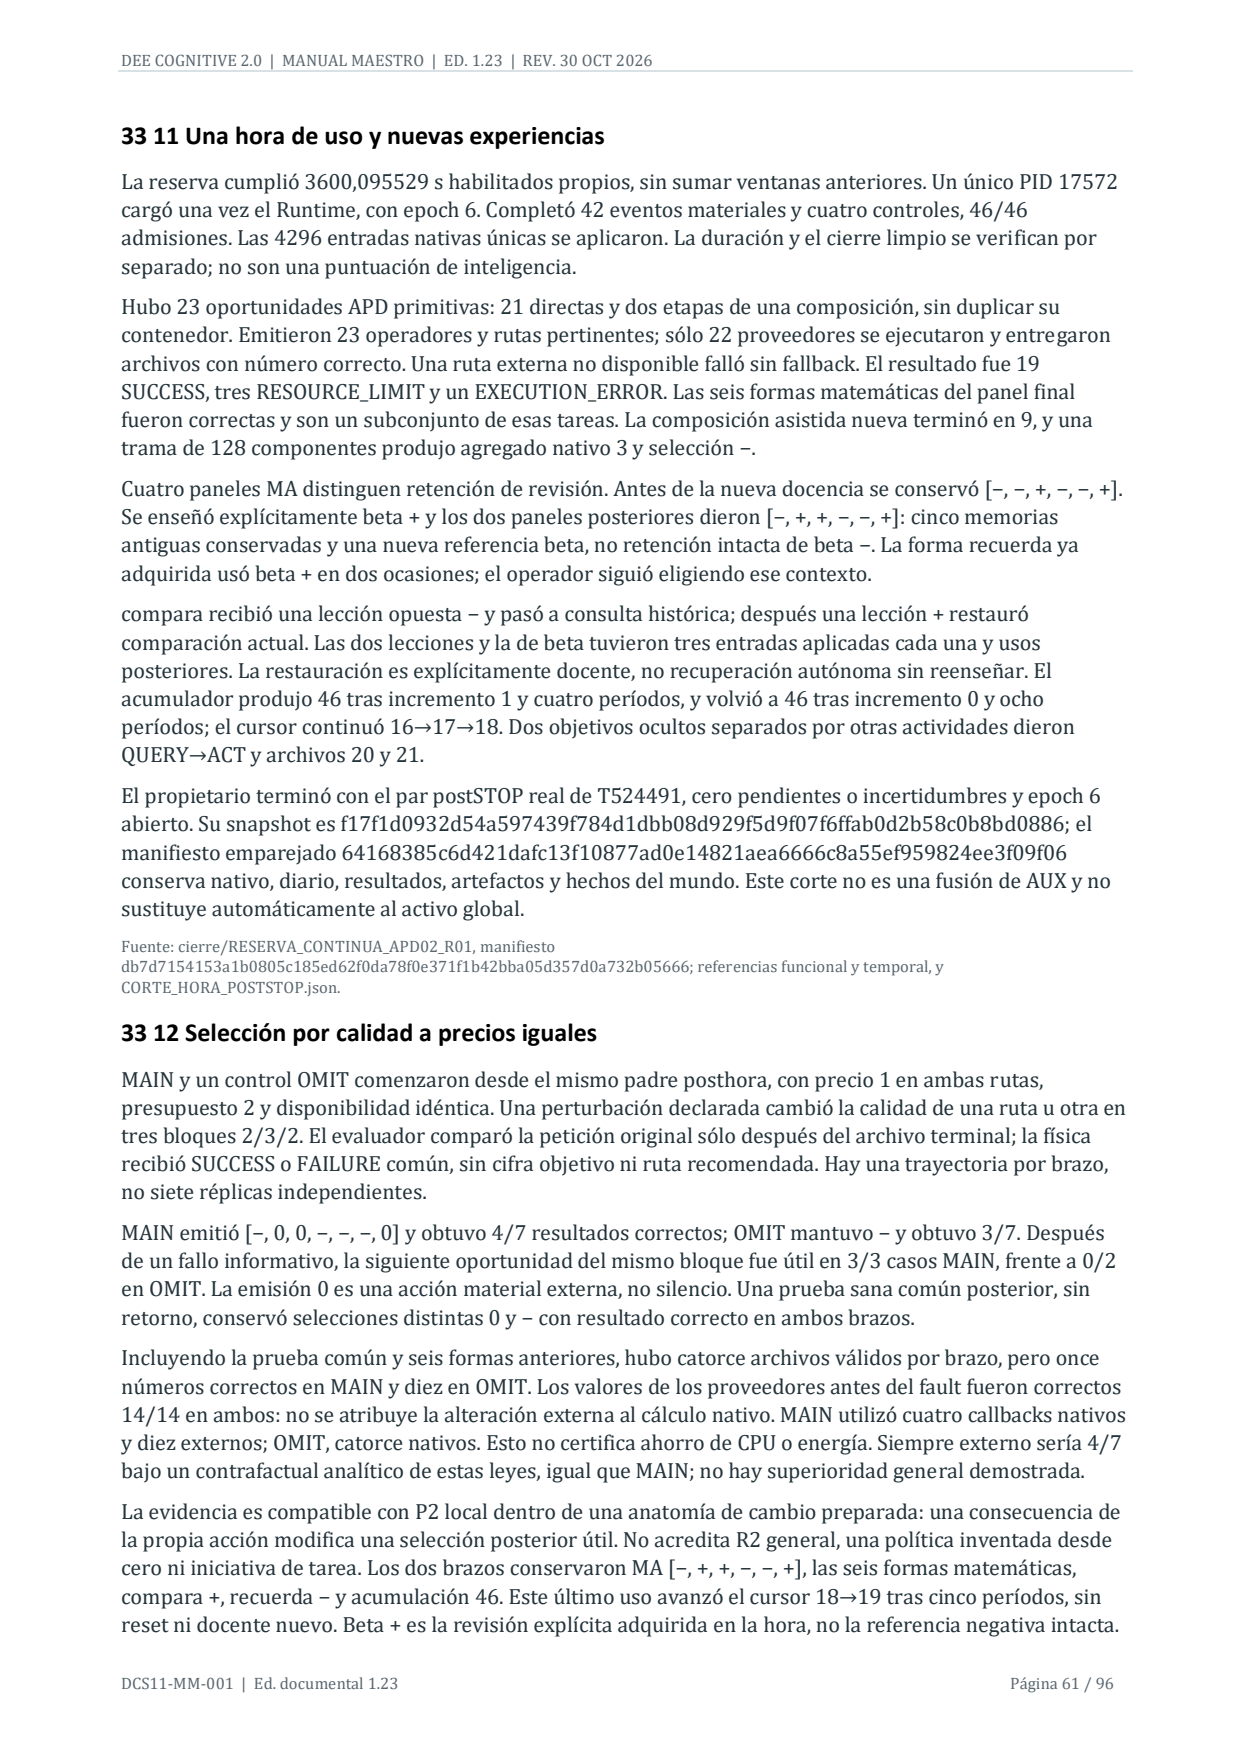 DEE COGNITIVE 2.0 | MANUAL MAESTRO | ED. 1.23 | REV. 30 OCT 2026
33 11 Una hora de uso y nuevas experiencias
La reserva cumplió 3600,095529 s habilitados propios, sin sumar ventanas anteriores. Un único PID 17572
cargó una vez el Runtime, con epoch 6. Completó 42 eventos materiales y cuatro controles, 46/46
admisiones. Las 4296 entradas nativas únicas se aplicaron. La duración y el cierre limpio se verifican por
separado; no son una puntuación de inteligencia.
Hubo 23 oportunidades APD primitivas: 21 directas y dos etapas de una composición, sin duplicar su
contenedor. Emitieron 23 operadores y rutas pertinentes; sólo 22 proveedores se ejecutaron y entregaron
archivos con número correcto. Una ruta externa no disponible falló sin fallback. El resultado fue 19
SUCCESS, tres RESOURCE_LIMIT y un EXECUTION_ERROR. Las seis formas matemáticas del panel final
fueron correctas y son un subconjunto de esas tareas. La composición asistida nueva terminó en 9, y una
trama de 128 componentes produjo agregado nativo 3 y selección −.
Cuatro paneles MA distinguen retención de revisión. Antes de la nueva docencia se conservó [−, −, +, −, −, +].
Se enseñó explícitamente beta + y los dos paneles posteriores dieron [−, +, +, −, −, +]: cinco memorias
antiguas conservadas y una nueva referencia beta, no retención intacta de beta −. La forma recuerda ya
adquirida usó beta + en dos ocasiones; el operador siguió eligiendo ese contexto.
compara recibió una lección opuesta − y pasó a consulta histórica; después una lección + restauró
comparación actual. Las dos lecciones y la de beta tuvieron tres entradas aplicadas cada una y usos
posteriores. La restauración es explícitamente docente, no recuperación autónoma sin reenseñar. El
acumulador produjo 46 tras incremento 1 y cuatro períodos, y volvió a 46 tras incremento 0 y ocho
períodos; el cursor continuó 16→17→18. Dos objetivos ocultos separados por otras actividades dieron
QUERY→ACT y archivos 20 y 21.
El propietario terminó con el par postSTOP real de T524491, cero pendientes o incertidumbres y epoch 6
abierto. Su snapshot es f17f1d0932d54a597439f784d1dbb08d929f5d9f07f6ffab0d2b58c0b8bd0886; el
manifiesto emparejado 64168385c6d421dafc13f10877ad0e14821aea6666c8a55ef959824ee3f09f06
conserva nativo, diario, resultados, artefactos y hechos del mundo. Este corte no es una fusión de AUX y no
sustituye automáticamente al activo global.
Fuente: cierre/RESERVA_CONTINUA_APD02_R01, manifiesto
db7d7154153a1b0805c185ed62f0da78f0e371f1b42bba05d357d0a732b05666; referencias funcional y temporal, y
CORTE_HORA_POSTSTOP.json.
33 12 Selección por calidad a precios iguales
MAIN y un control OMIT comenzaron desde el mismo padre posthora, con precio 1 en ambas rutas,
presupuesto 2 y disponibilidad idéntica. Una perturbación declarada cambió la calidad de una ruta u otra en
tres bloques 2/3/2. El evaluador comparó la petición original sólo después del archivo terminal; la física
recibió SUCCESS o FAILURE común, sin cifra objetivo ni ruta recomendada. Hay una trayectoria por brazo,
no siete réplicas independientes.
MAIN emitió [−, 0, 0, −, −, −, 0] y obtuvo 4/7 resultados correctos; OMIT mantuvo − y obtuvo 3/7. Después
de un fallo informativo, la siguiente oportunidad del mismo bloque fue útil en 3/3 casos MAIN, frente a 0/2
en OMIT. La emisión 0 es una acción material externa, no silencio. Una prueba sana común posterior, sin
retorno, conservó selecciones distintas 0 y − con resultado correcto en ambos brazos.
Incluyendo la prueba común y seis formas anteriores, hubo catorce archivos válidos por brazo, pero once
números correctos en MAIN y diez en OMIT. Los valores de los proveedores antes del fault fueron correctos
14/14 en ambos: no se atribuye la alteración externa al cálculo nativo. MAIN utilizó cuatro callbacks nativos
y diez externos; OMIT, catorce nativos. Esto no certifica ahorro de CPU o energía. Siempre externo sería 4/7
bajo un contrafactual analítico de estas leyes, igual que MAIN; no hay superioridad general demostrada.
La evidencia es compatible con P2 local dentro de una anatomía de cambio preparada: una consecuencia de
la propia acción modifica una selección posterior útil. No acredita R2 general, una política inventada desde
cero ni iniciativa de tarea. Los dos brazos conservaron MA [−, +, +, −, −, +], las seis formas matemáticas,
compara +, recuerda − y acumulación 46. Este último uso avanzó el cursor 18→19 tras cinco períodos, sin
reset ni docente nuevo. Beta + es la revisión explícita adquirida en la hora, no la referencia negativa intacta.
DCS11-MM-001 | Ed. documental 1.23
Página 61 / 96